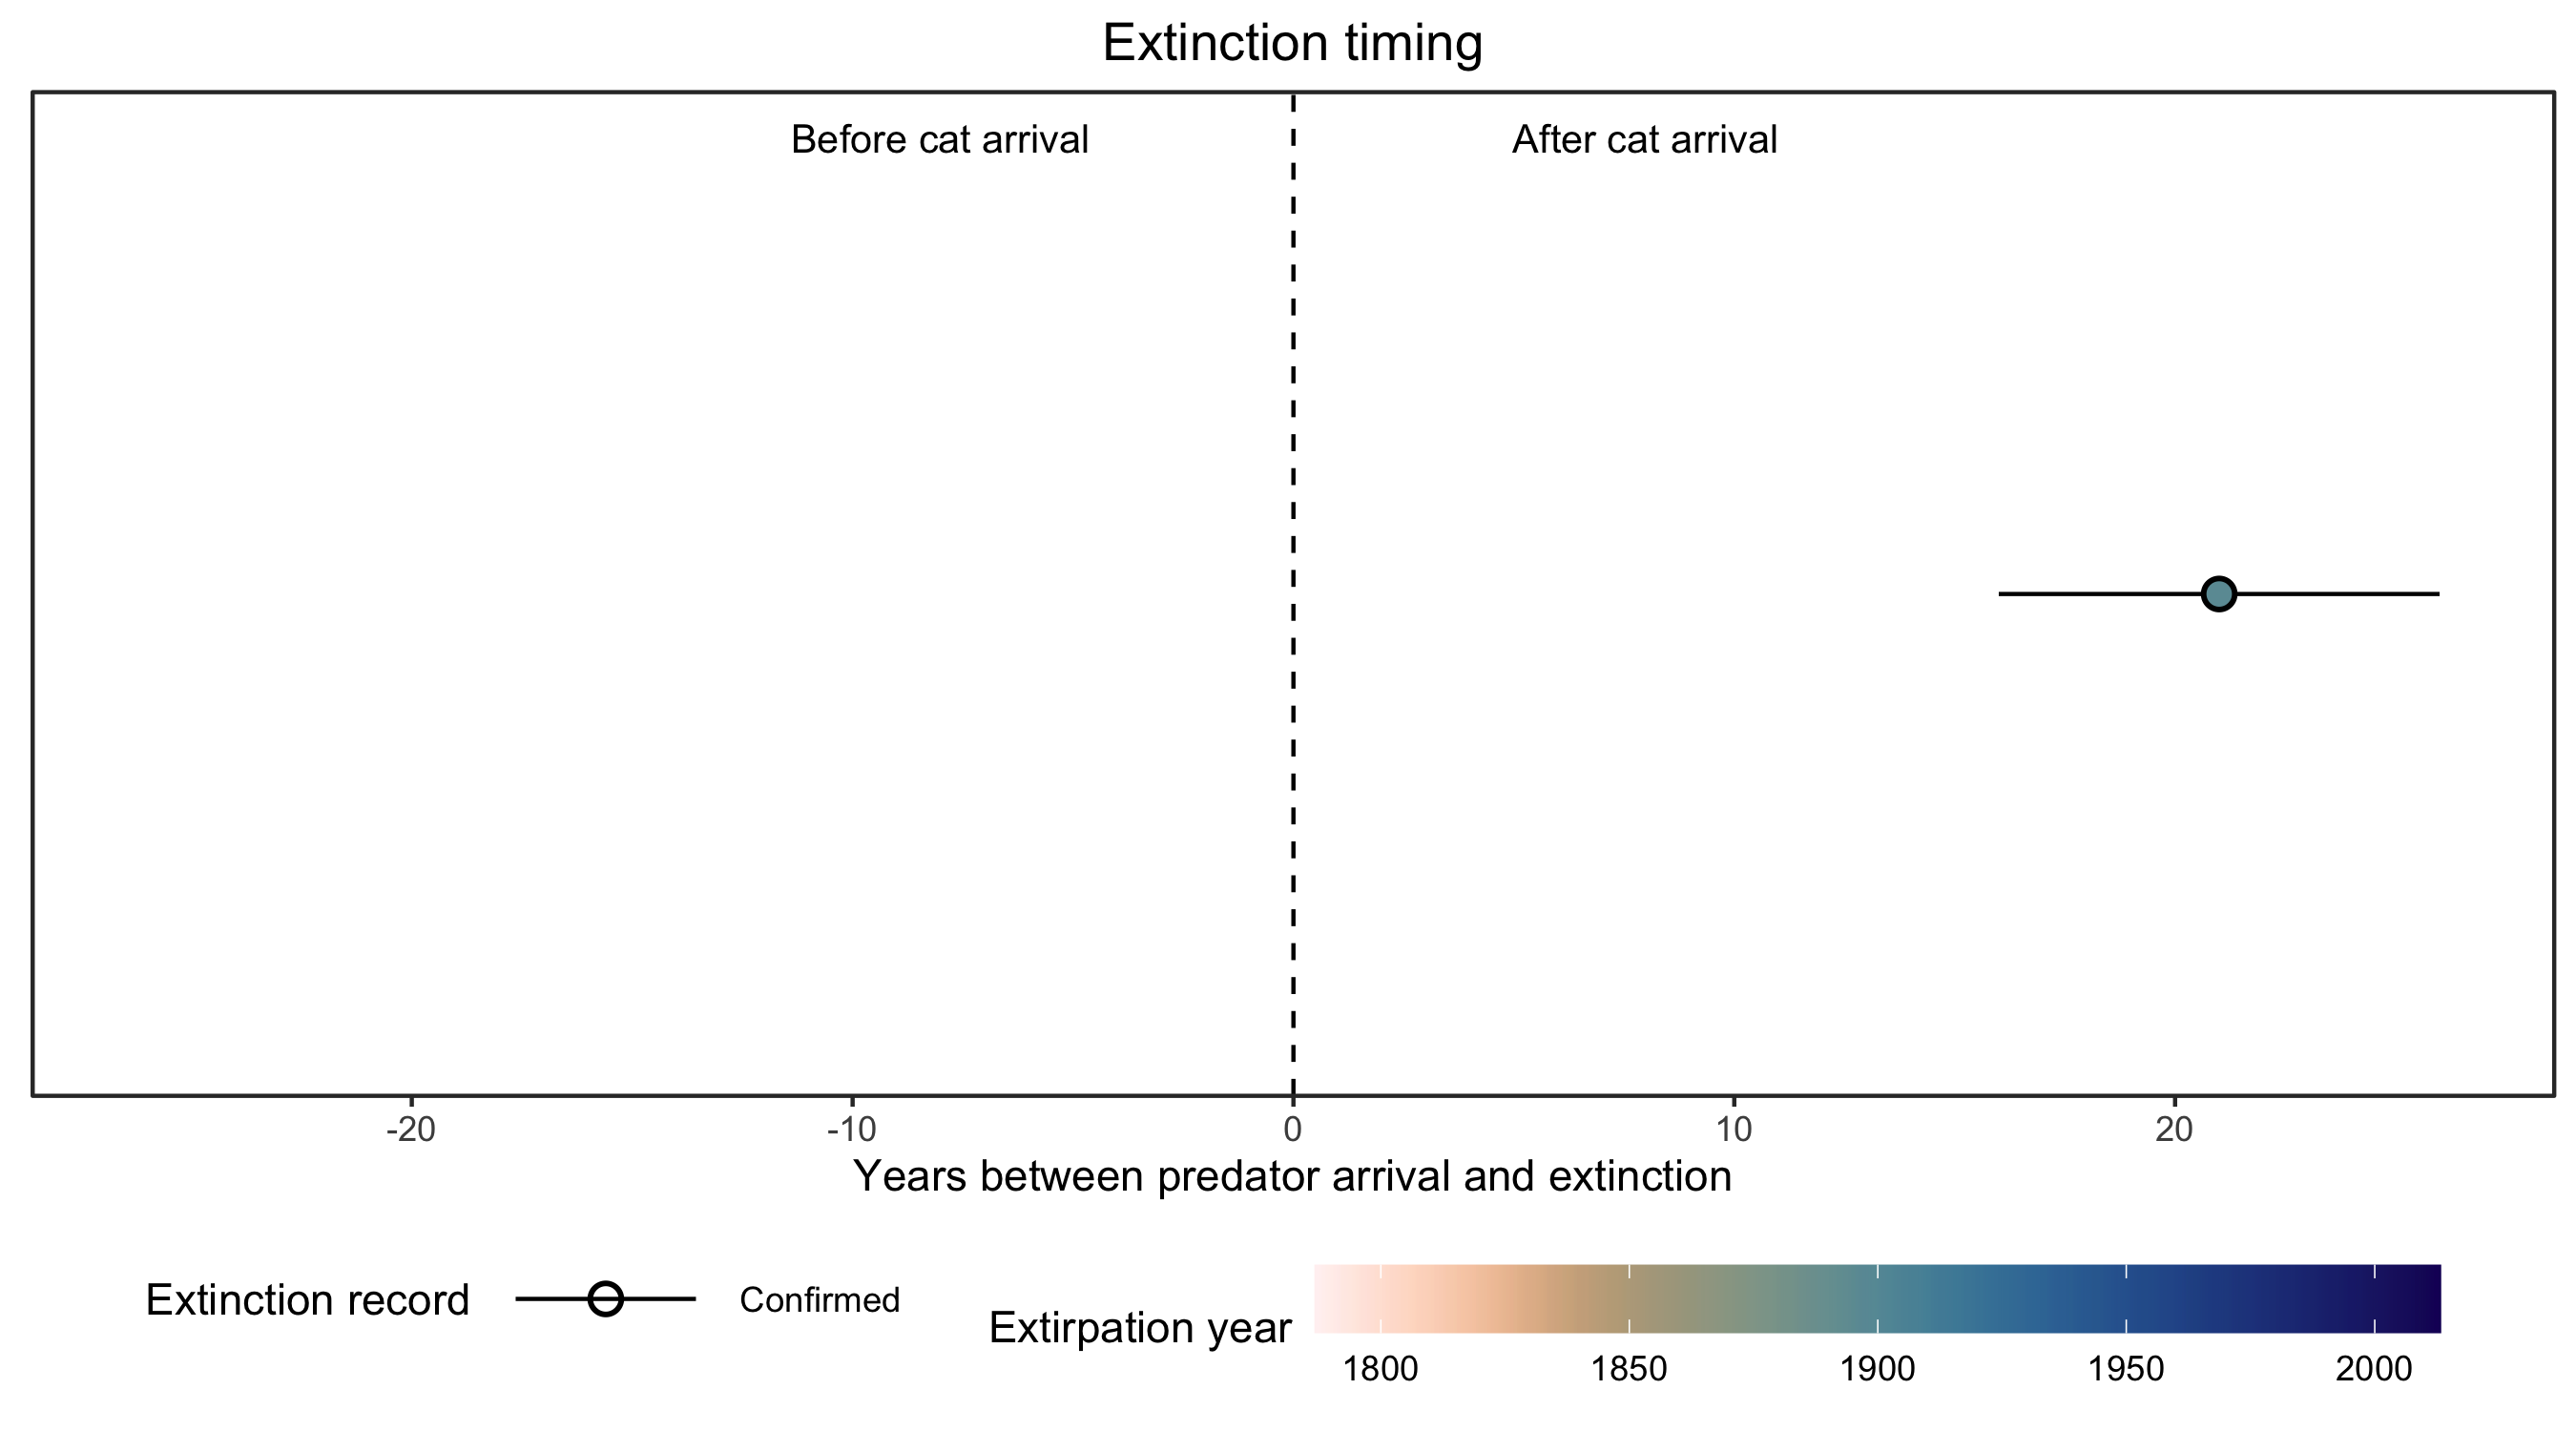 Extinction timing
Before cat arrival
After cat arrival
-20
-10
0
10
20
Years between predator arrival and extinction
Extinction record
Confirmed
Extirpation year
1800
1850
1900
1950
2000